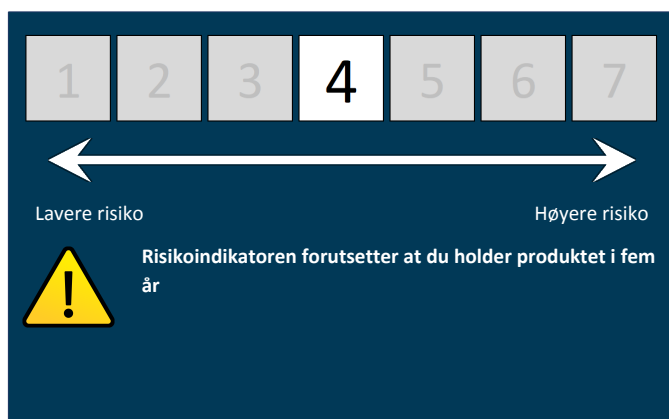 1 2 3 4 5 6 7
Lavere risiko Høyere risiko
Risikoindikatoren forutsetter at du holder produktet i fem
år